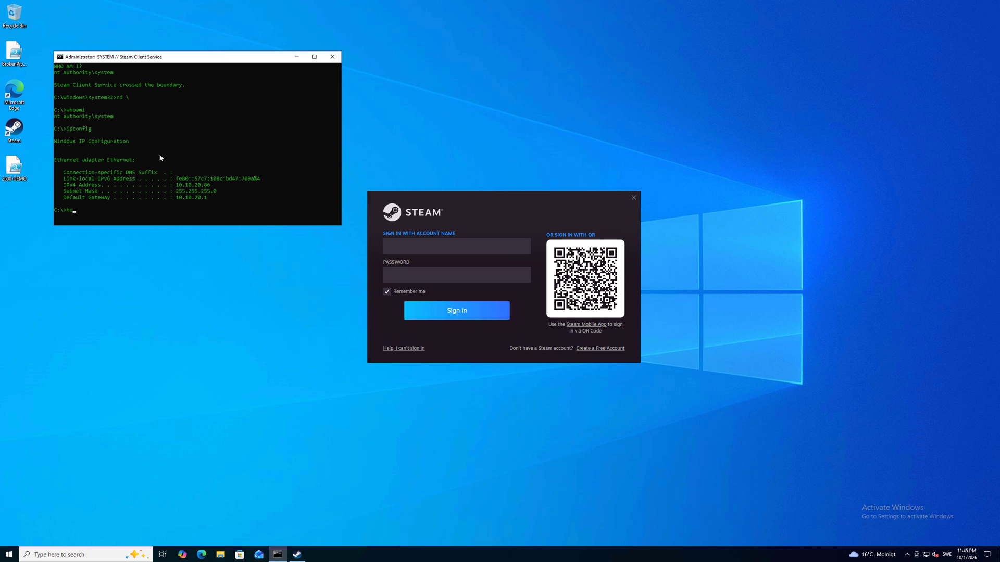 Recycle Bin
BrokenPip...
Microsoft
Edge
Steam
2600-DEMO
Administrator:  SYSTEM // Steam Client Service
WHO AM I?
nt authority\system
Steam Client Service crossed the boundary.
C:\Windows\system32>cd \
C:\>whoami
nt authority\system
C:\>ipconfig
Windows IP Configuration
Ethernet adapter Ethernet:
Connection-specific DNS Suffix  . :
Link-local IPv6 Address . . . . . : fe80::57c7:108c:bd47:709a%4
IPv4 Address. . . . . . . . . . . : 10.10.20.86
Subnet Mask . . . . . . . . . . . : 255.255.255.0
Default Gateway . . . . . . . . . : 10.10.20.1
C:\>ho_
STEAM®
SIGN IN WITH ACCOUNT NAME
PASSWORD
Remember me
Sign in
Help, I can't sign in
OR SIGN IN WITH QR
Use the Steam Mobile App to sign
in via QR Code
Don't have a Steam account? Create a Free Account
Activate Windows
Go to Settings to activate Windows.
Type here to search
16°C Molnigt
SWE
11:45 PM
10/1/2026